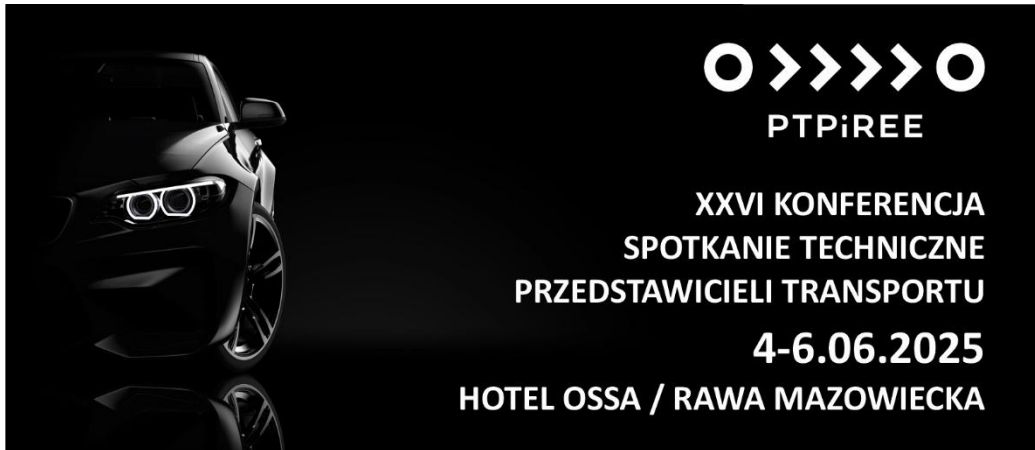 PTPiREE
XXVI KONFERENCJA
SPOTKANIE TECHNICZNE
PRZEDSTAWICIELI TRANSPORTU
4-6.06.2025
HOTEL OSSA / RAWA MAZOWIECKA